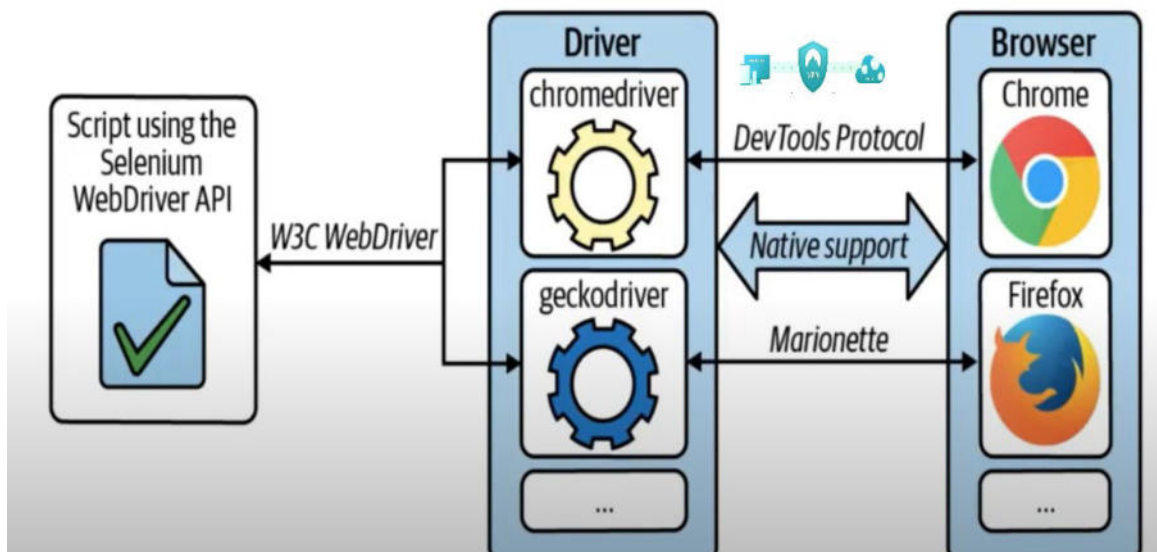 Script using the
Selenium
WebDriver API
W3C WebDriver
Driver
chromedriver
geckodriver
...
VPN
DevTools Protocol
Native support
Marionette
Browser
Chrome
Firefox
...